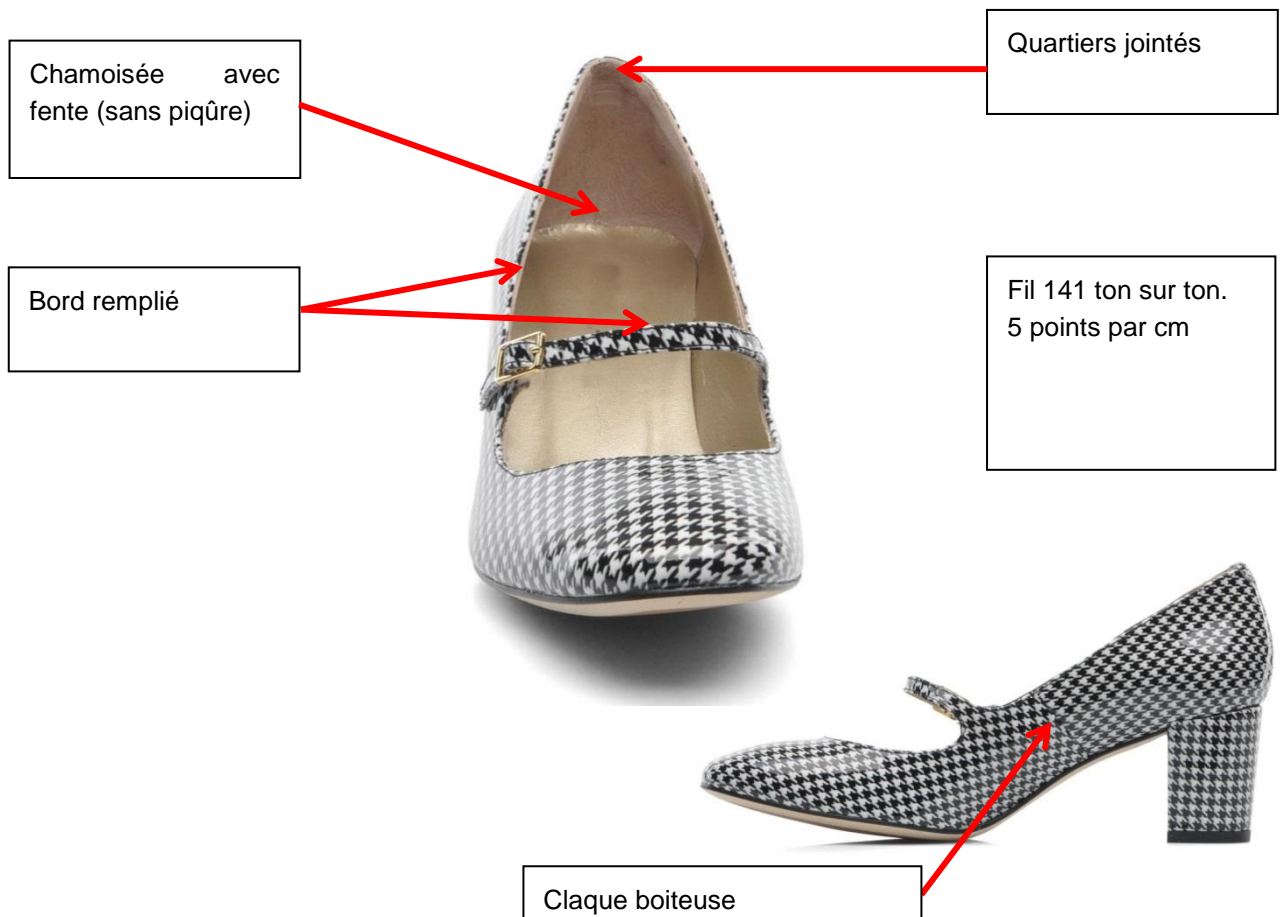 Quartiers jointés
Chamoisée avec
fente (sans piqûre)
Bord remplié
Fil 141 ton sur ton.
5 points par cm
Claque boiteuse